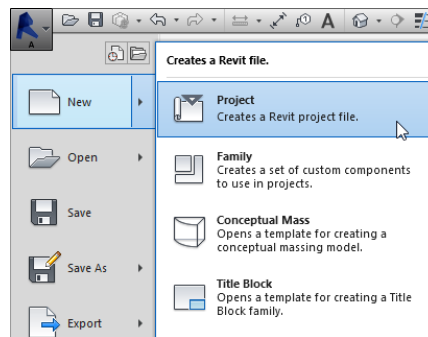 A
A
Creates a Revit file.
New
Project
Creates a Revit project file.
Open
Family
Creates a set of custom components
to use in projects.
Save
Conceptual Mass
Opens a template for creating a
conceptual massing model.
Save As
Title Block
Opens a template for creating a Title
Block family.
Export